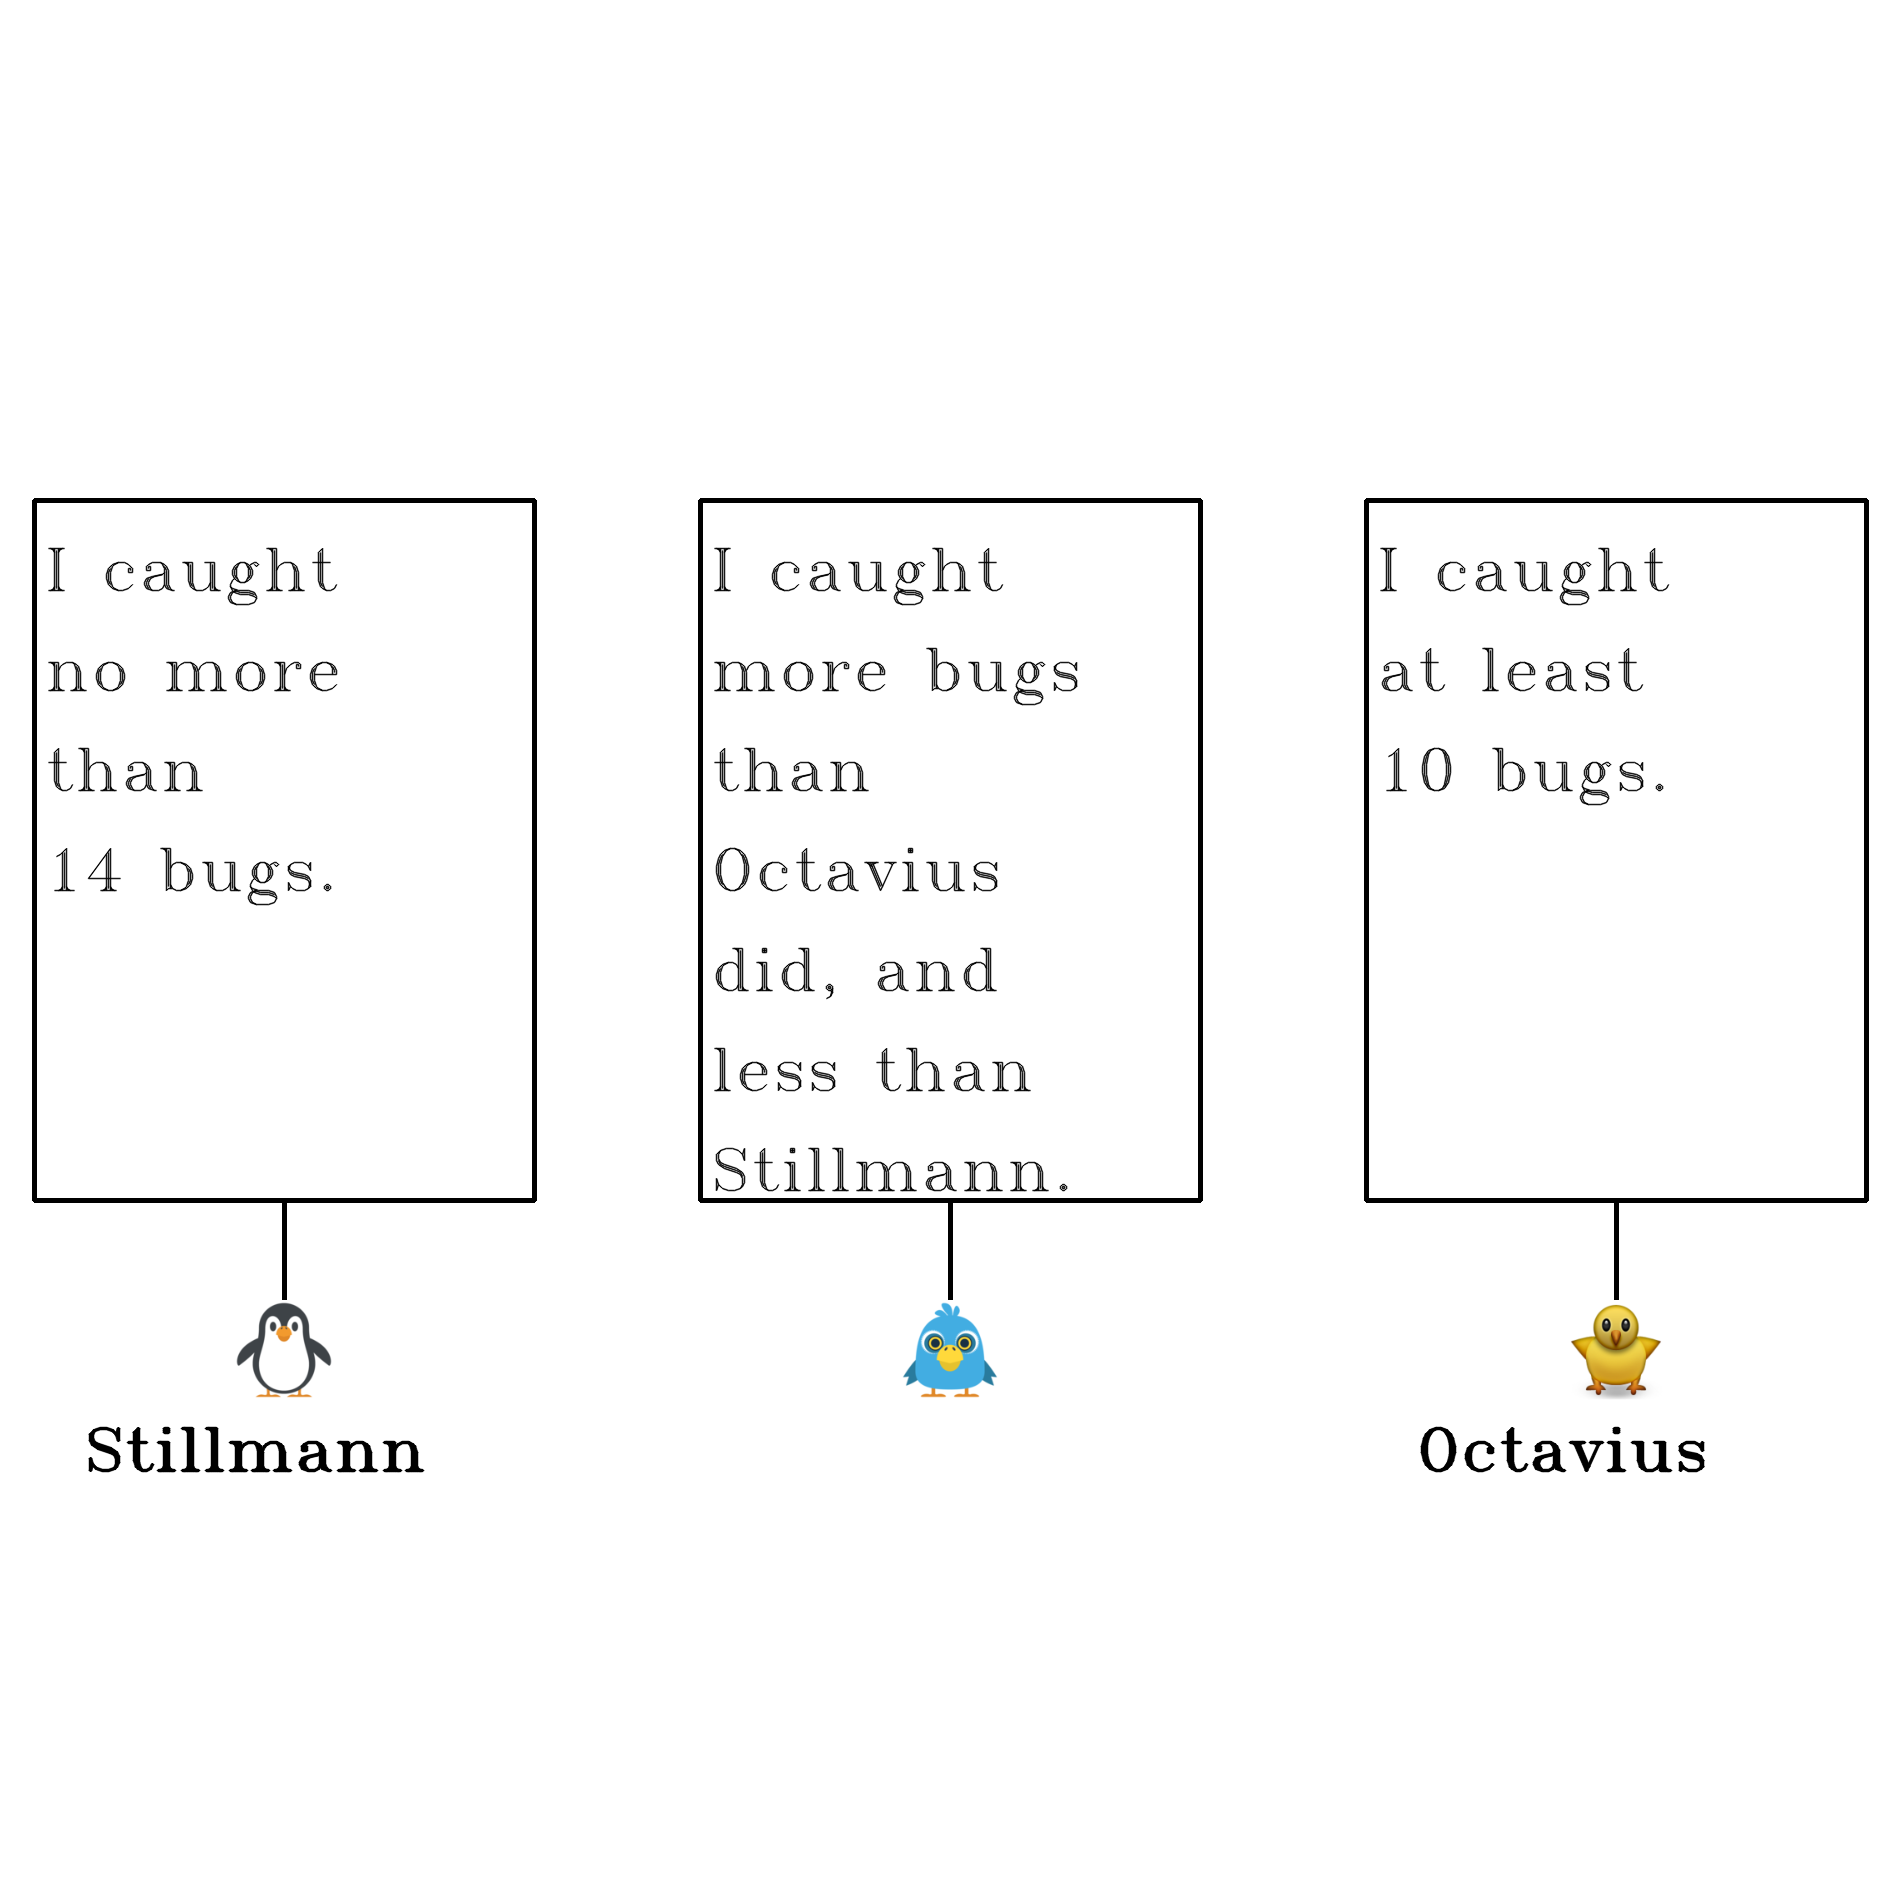 I caught
no more
than
14 bugs.
I caught
more bugs
than
Octavius
did, and
less than
Stillmann.
I caught
at least
10 bugs.
Stillmann
Octavius